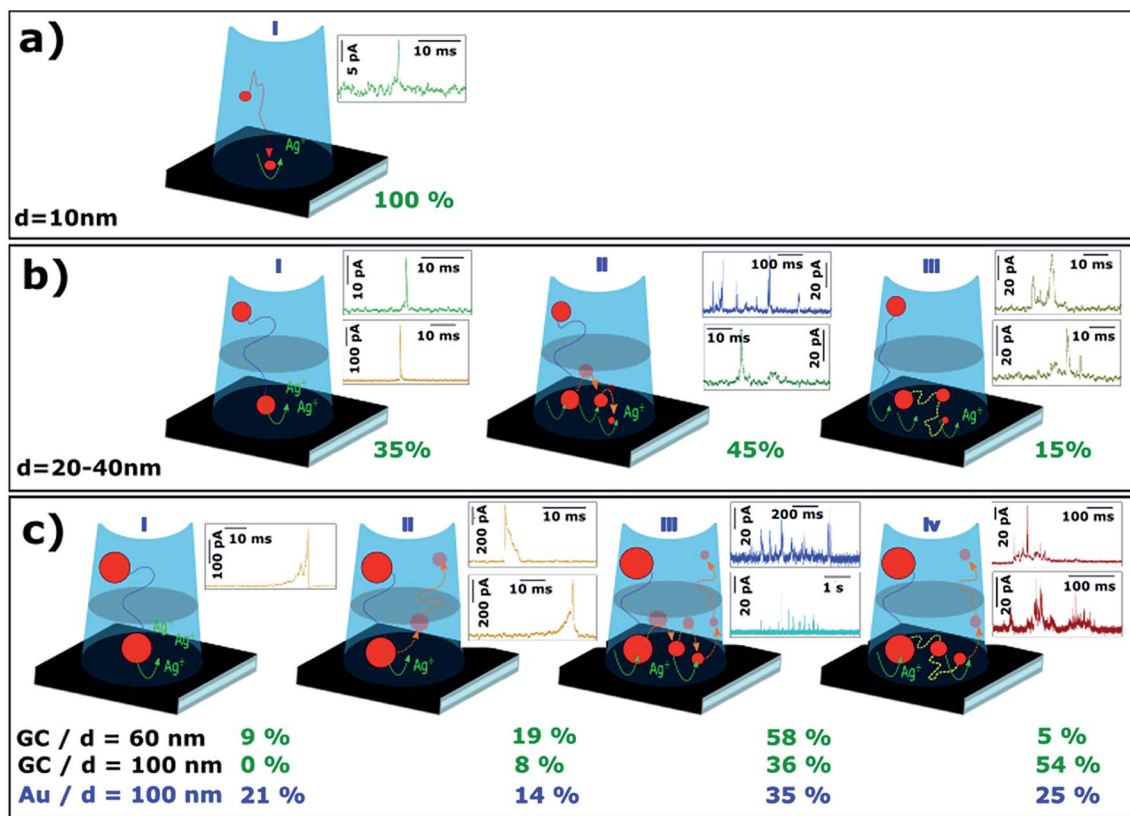 a)
I
5 pA
10 ms
Ag+
100 %
d=10nm
b)
I
10 pA
10 ms
100 pA
10 ms
Ag+
Ag+
35%
II
100 ms
20 pA
10 ms
20 pA
Ag+
45%
III
20 pA
10 ms
20 pA
10 ms
Ag+
15%
d=20-40nm
c)
I
10 ms
100 pA
Ag+
Ag+
Ag+
II
200 pA
10 ms
200 pA
10 ms
Ag+
III
20 pA
200 ms
20 pA
1 s
Ag+
Iv
20 pA
100 ms
20 pA
100 ms
Ag+
GC / d = 60 nm 9 % 19 % 58 % 5 %
GC / d = 100 nm 0 % 8 % 36 % 54 %
Au / d = 100 nm 21 % 14 % 35 % 25 %